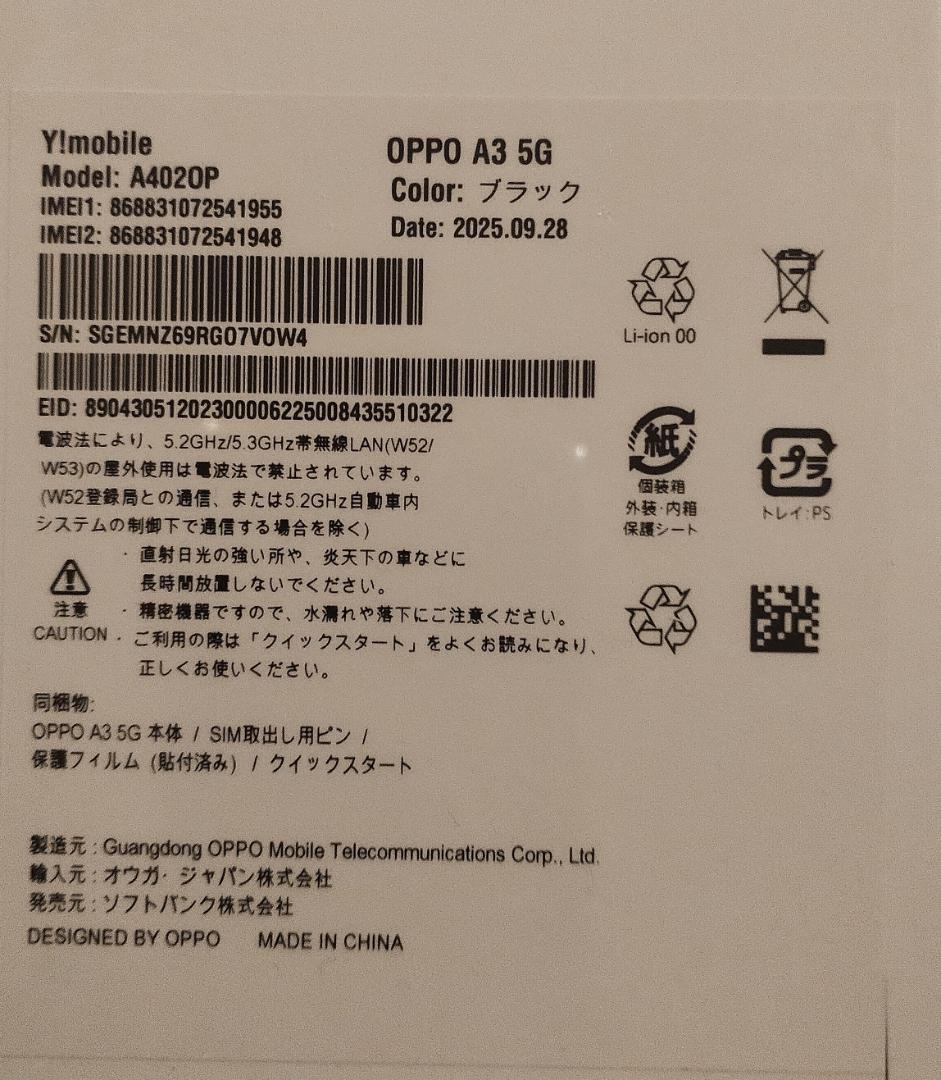 Y!mobile
Model: A402OP
IMEI1: 868831072541955
IMEI2: 868831072541948
OPPO A3 5G
Color: ブラック
Date: 2025.09.28
S/N: SGEMNZ69RGO7VOW4
EID: 89043051202300006225008435510322
電波法により、5.2GHz/5.3GHz帯無線LAN(W52/
W53)の屋外使用は電波法で禁止されています。
(W52登録局との通信、または5.2GHz自動車内
システムの制御下で通信する場合を除く)
注意
CAUTION
・直射日光の強い所や、炎天下の車などに
長時間放置しないでください。
・精密機器ですので、水漏れや落下にご注意ください。
・ご利用の際は「クイックスタート」をよくお読みになり、
正しくお使いください。
Li-ion 00
紙
個装箱
外装・内箱
保護シート
プラ
トレイ:PS
同梱物:
OPPO A3 5G 本体 / SIM取出し用ピン /
保護フィルム (貼付済み) / クイックスタート
製造元 : Guangdong OPPO Mobile Telecommunications Corp., Ltd.
輸入元 : オウガ・ジャパン株式会社
発売元 : ソフトバンク株式会社
DESIGNED BY OPPO MADE IN CHINA